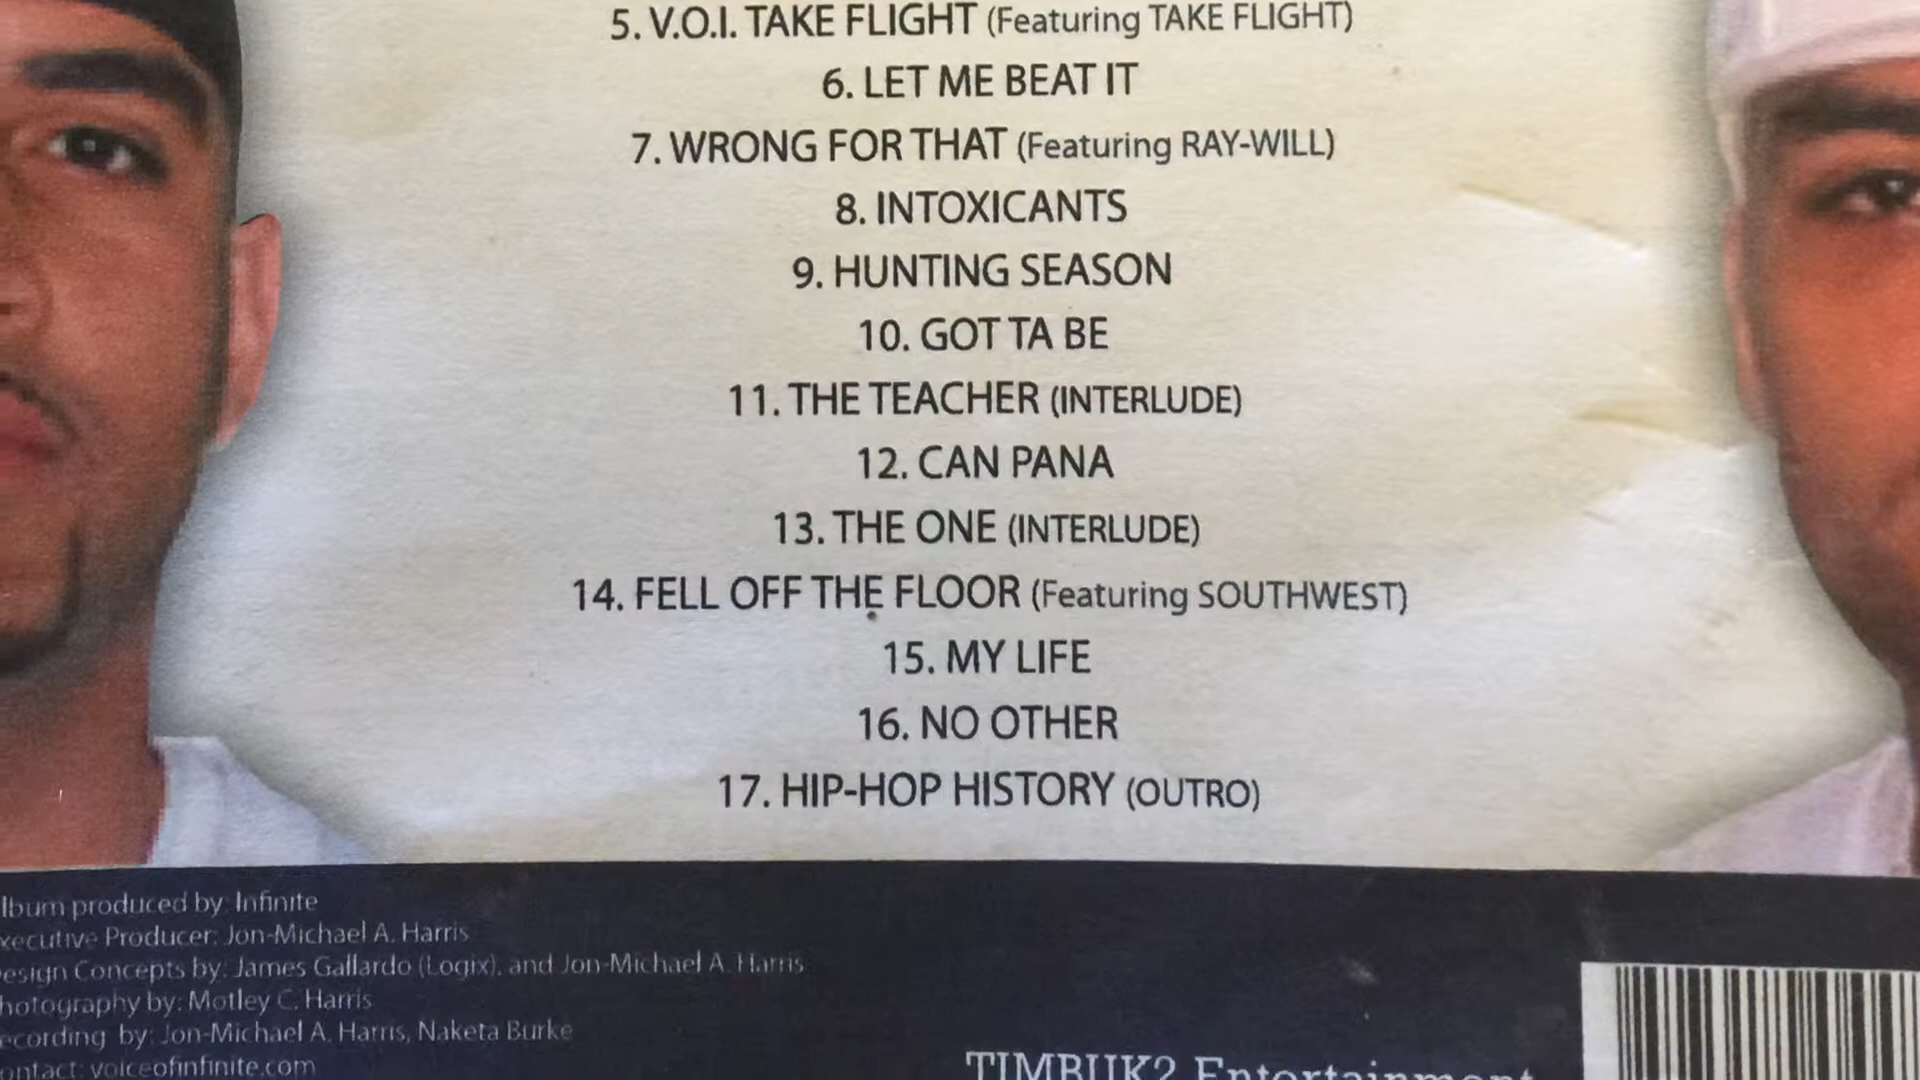 5. V.O.I. TAKE FLIGHT (Featuring TAKE FLIGHT)
6. LET ME BEAT IT
7. WRONG FOR THAT (Featuring RAY-WILL)
8. INTOXICANTS
9. HUNTING SEASON
10. GOT TA BE
11. THE TEACHER (INTERLUDE)
12. CAN PANA
13. THE ONE (INTERLUDE)
14. FELL OFF THE FLOOR (Featuring SOUTHWEST)
15. MY LIFE
16. NO OTHER
17. HIP-HOP HISTORY (OUTRO)
lbum produced by: Infinite
xecutive Producer: Jon-Michael A. Harris
esign Concepts by: James Gallardo (Logix), and Jon-Michael A. Harris
hotography by: Motley C. Harris
ecording by: Jon-Michael A. Harris, Naketa Burke
ontact: voiceofinfinite.com
TIMBUK2 Entertainment